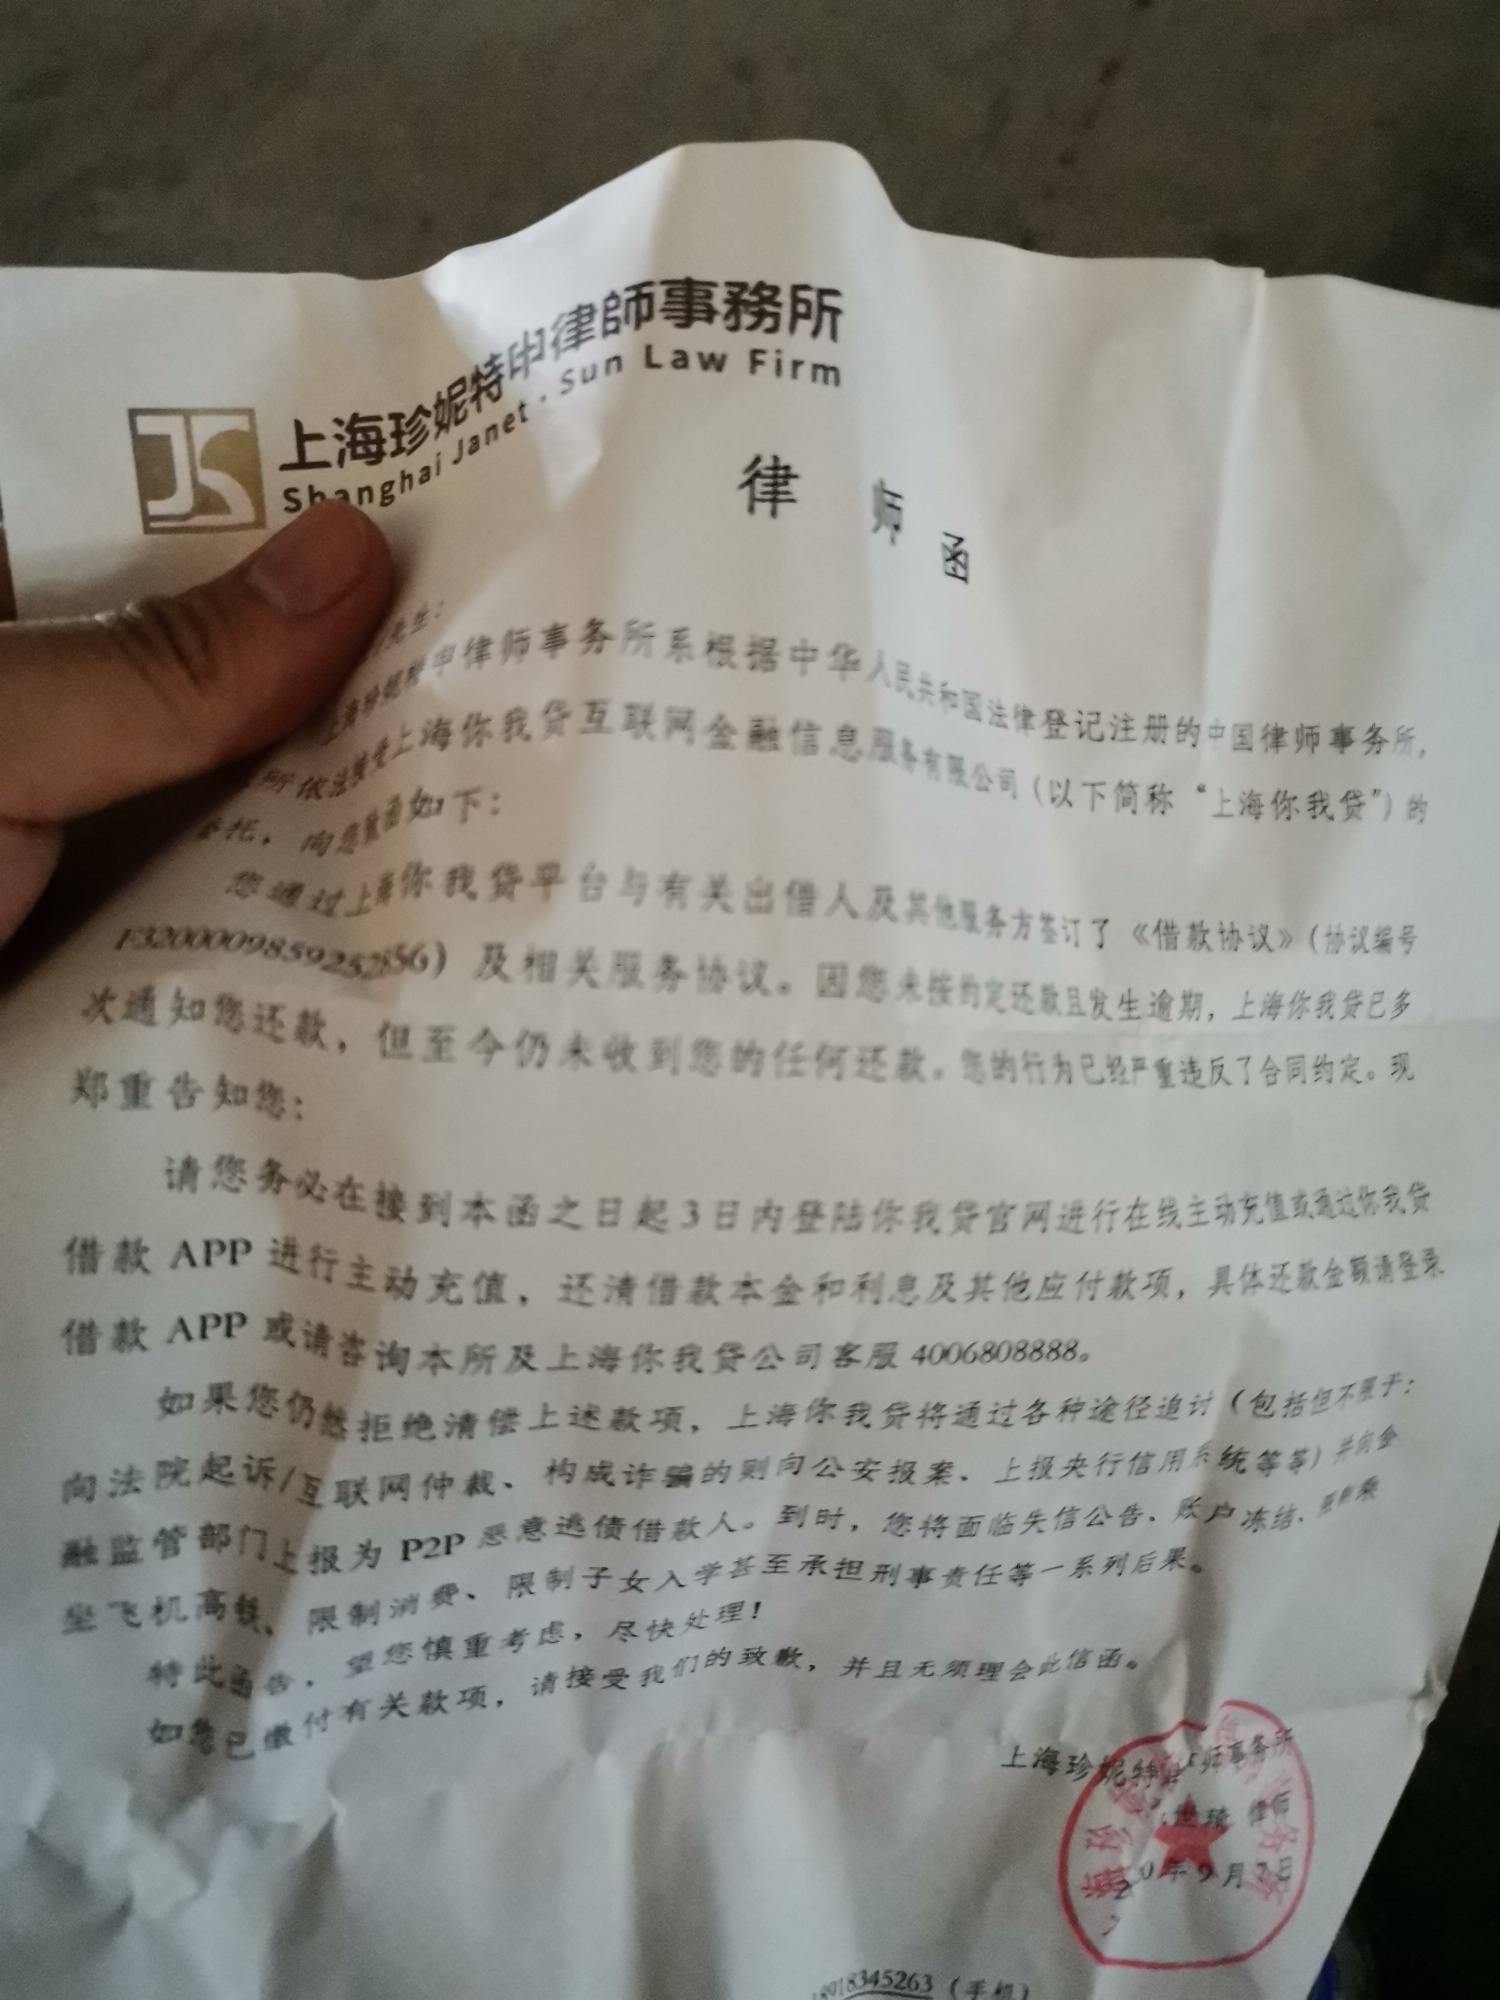 上海珍妮特申律師事務所
Shanghai Janet · Sun Law Firm
JS
律师函
先生：
上海珍妮特申律师事务所系根据中华人民共和国法律登记注册的中国律师事务所，
所依法接受上海你我贷互联网金融信息服务有限公司（以下简称“上海你我贷”）的
委托，向您致函如下：
您通过上海你我贷平台与有关出借人及其他服务方签订了《借款协议》（协议编号
F3200009859252856）及相关服务协议。因您未按约定还款且发生逾期，上海你我贷已多
次通知您还款，但至今仍未收到您的任何还款。您的行为已经严重违反了合同约定。现
郑重告知您：
请您务必在接到本函之日起3日内登陆你我贷官网进行在线主动充值或通过你我贷
借款 APP 进行主动充值，还清借款本金和利息及其他应付款项，具体还款金额请登录
借款 APP 或请咨询本所及上海你我贷公司客服 4006808888。
如果您仍然拒绝清偿上述款项，上海你我贷将通过各种途径追讨（包括但不限于：
向法院起诉/互联网仲裁、构成诈骗的则向公安报案、上报央行信用系统等等）并向金
融监管部门上报为 P2P 恶意逃债借款人。到时，您将面临失信公告、账户冻结、限制乘
坐飞机高铁、限制消费、限制子女入学甚至承担刑事责任等一系列后果。
特此函告，望您慎重考虑，尽快处理！
如您已缴付有关款项，请接受我们的致歉，并且无须理会此信函。
上海珍妮特 师事务所
世琦 律师
2 0年9月7日
18918345263（手机）